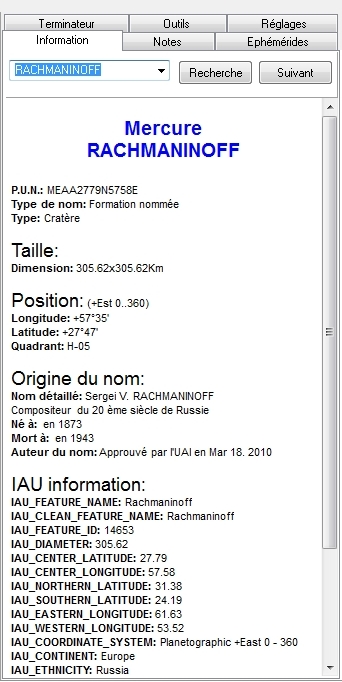 Terminateur Outils Réglages
Information Notes Ephémérides
RACHMANINOFF Recherche Suivant
Mercure
RACHMANINOFF
P.U.N.: MEAA2779N5758E
Type de nom: Formation nommée
Type: Cratère
Taille:
Dimension: 305.62x305.62Km
Position: (+Est 0..360)
Longitude: +57°35'
Latitude: +27°47'
Quadrant: H-05
Origine du nom:
Nom détaillé: Sergei V. RACHMANINOFF
Compositeur du 20 ème siècle de Russie
Né à: en 1873
Mort à: en 1943
Auteur du nom: Approuvé par l'UAI en Mar 18. 2010
IAU information:
IAU_FEATURE_NAME: Rachmaninoff
IAU_CLEAN_FEATURE_NAME: Rachmaninoff
IAU_FEATURE_ID: 14653
IAU_DIAMETER: 305.62
IAU_CENTER_LATITUDE: 27.79
IAU_CENTER_LONGITUDE: 57.58
IAU_NORTHERN_LATITUDE: 31.38
IAU_SOUTHERN_LATITUDE: 24.19
IAU_EASTERN_LONGITUDE: 61.63
IAU_WESTERN_LONGITUDE: 53.52
IAU_COORDINATE_SYSTEM: Planetographic +East 0 - 360
IAU_CONTINENT: Europe
IAU_ETHNICITY: Russia